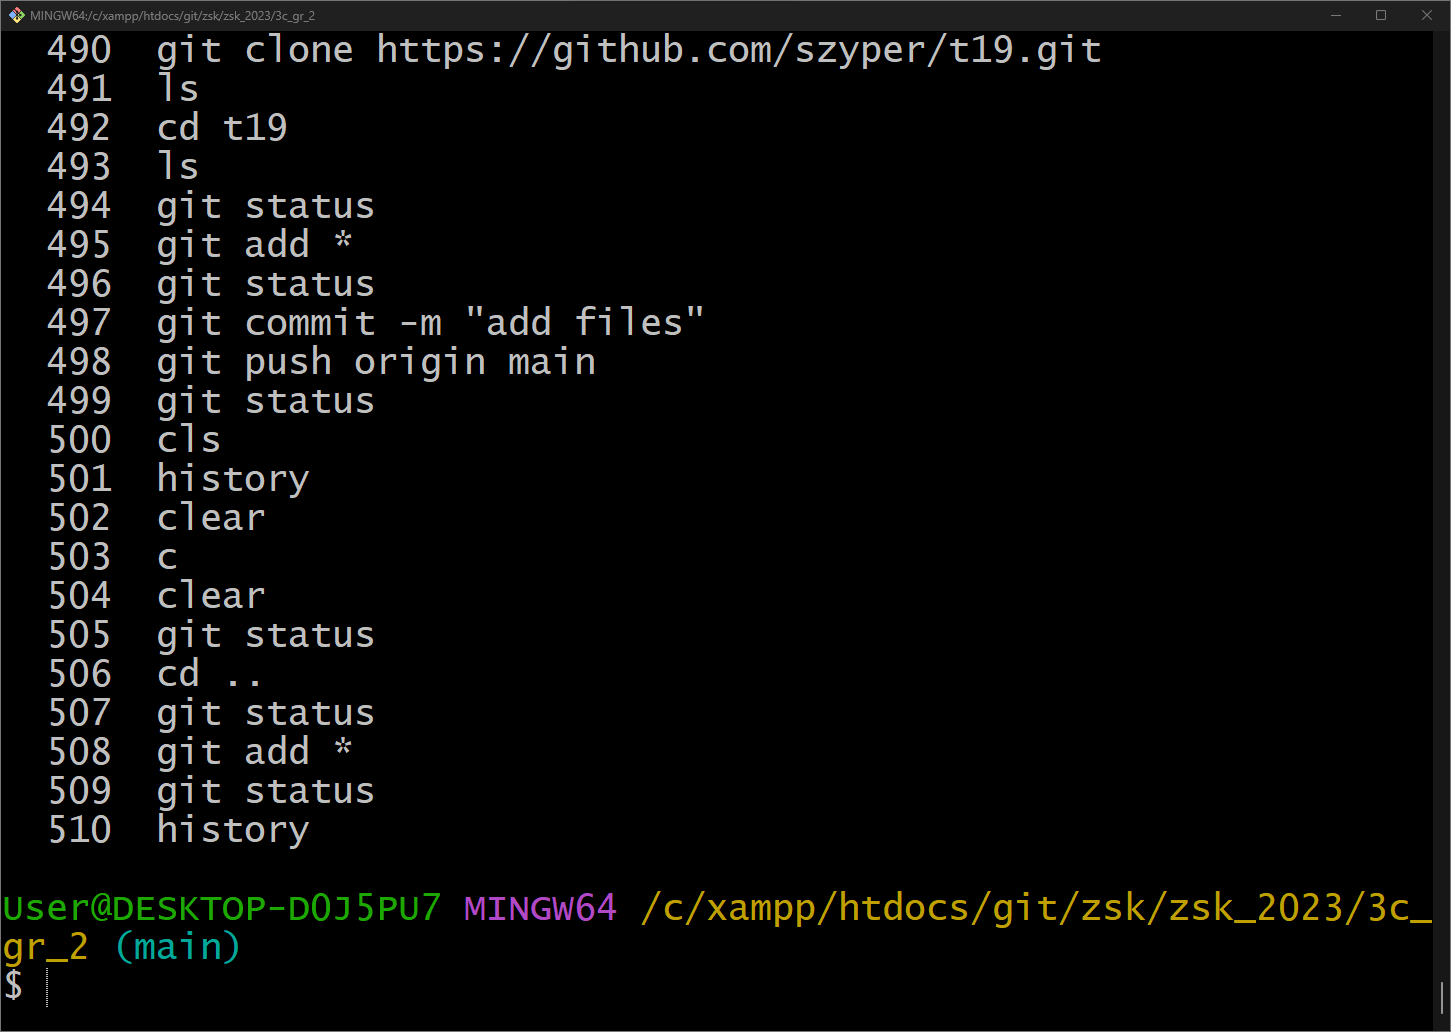 MINGW64:/c/xampp/htdocs/git/zsk/zsk_2023/3c_gr_2
490  git clone https://github.com/szyper/t19.git
491  ls
492  cd t19
493  ls
494  git status
495  git add *
496  git status
497  git commit -m "add files"
498  git push origin main
499  git status
500  cls
501  history
502  clear
503  c
504  clear
505  git status
506  cd ..
507  git status
508  git add *
509  git status
510  history
User@DESKTOP-D0J5PU7 MINGW64 /c/xampp/htdocs/git/zsk/zsk_2023/3c_
gr_2 (main)
$